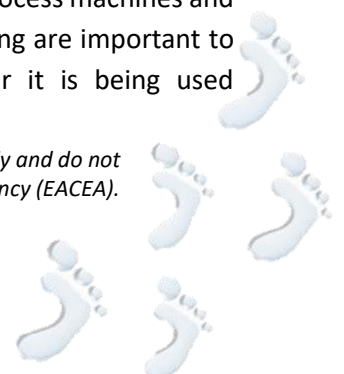 ocess machines and
ng are important to
r it is being used
y and do not
ncy (EACEA).